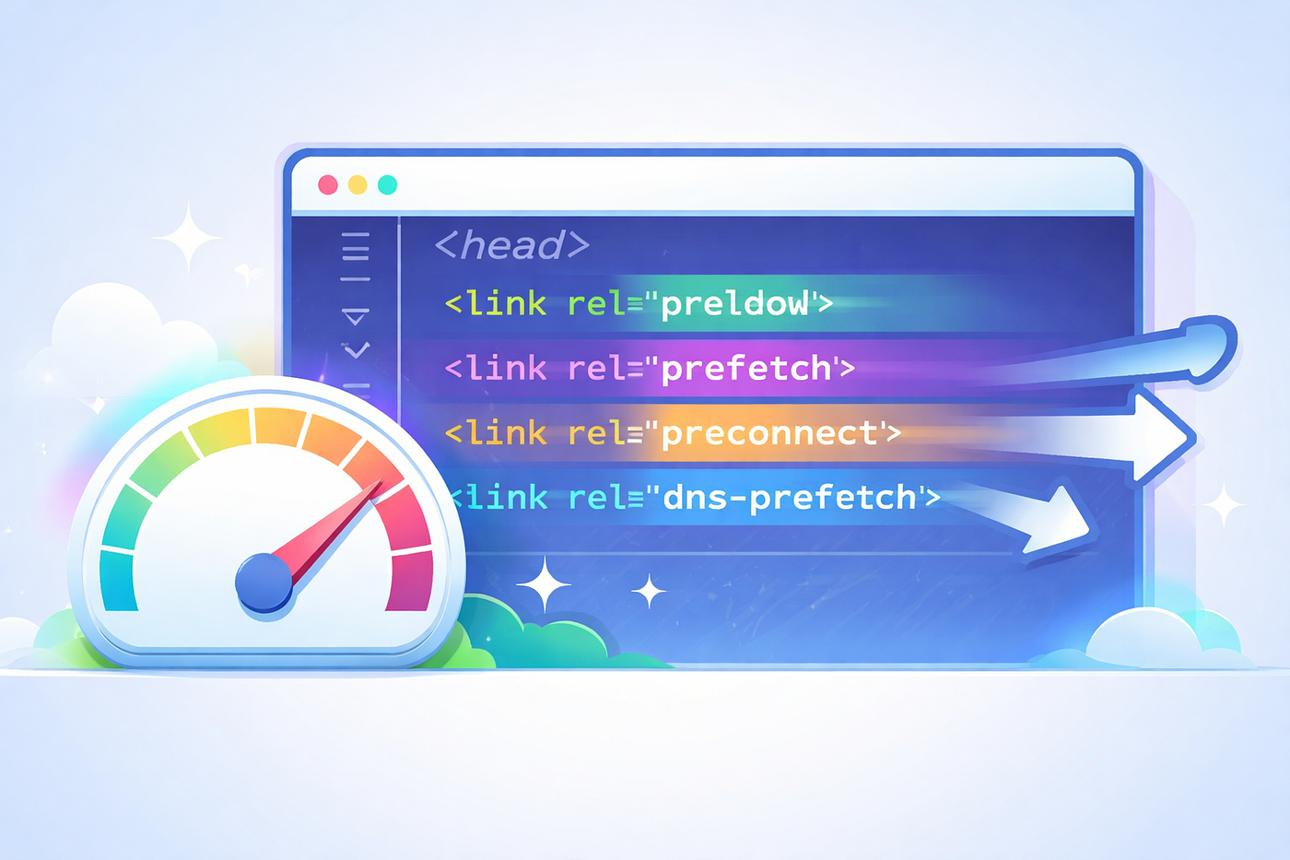 <head>
<link rel="preldow'>
<link rel="prefetch'>
<link rel="preconnect'>
<link rel="dns-prefetch'>